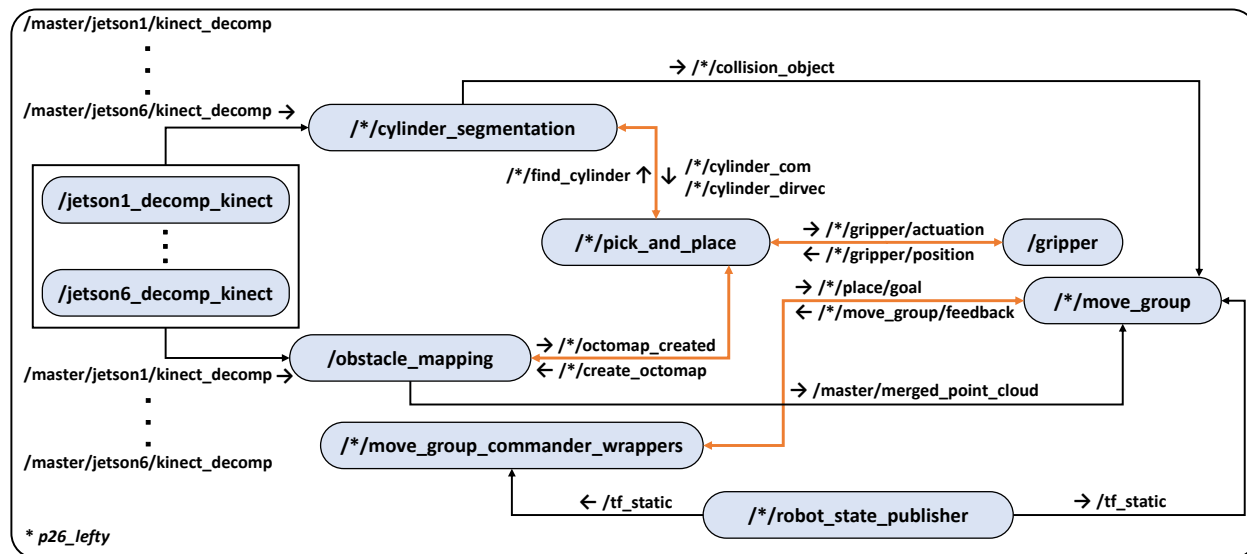 /master/jetson1/kinect_decomp
/master/jetson6/kinect_decomp →
→ /*/collision_object
/*/cylinder_segmentation
/*/find_cylinder ↑
↓ /*/cylinder_com
/*/cylinder_dirvec
/jetson1_decomp_kinect
/jetson6_decomp_kinect
/*/pick_and_place
→ /*/gripper/actuation
← /*/gripper/position
/gripper
→ /*/place/goal
← /*/move_group/feedback
/*/move_group
/obstacle_mapping
→ /*/octomap_created
← /*/create_octomap
/master/jetson1/kinect_decomp →
→ /master/merged_point_cloud
/*/move_group_commander_wrappers
/master/jetson6/kinect_decomp
← /tf_static
/*/robot_state_publisher
→ /tf_static
* p26_lefty